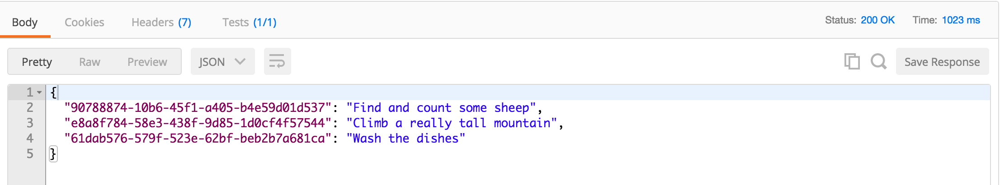 Body Cookies Headers (7) Tests (1/1) Status: 200 OK Time: 1023 ms
Pretty Raw Preview JSON Save Response
1 {
2 "90788874-10b6-45f1-a405-b4e59d01d537": "Find and count some sheep",
3 "e8a8f784-58e3-438f-9d85-1d0cf4f57544": "Climb a really tall mountain",
4 "61dab576-579f-523e-62bf-beb2b7a681ca": "Wash the dishes"
5 }